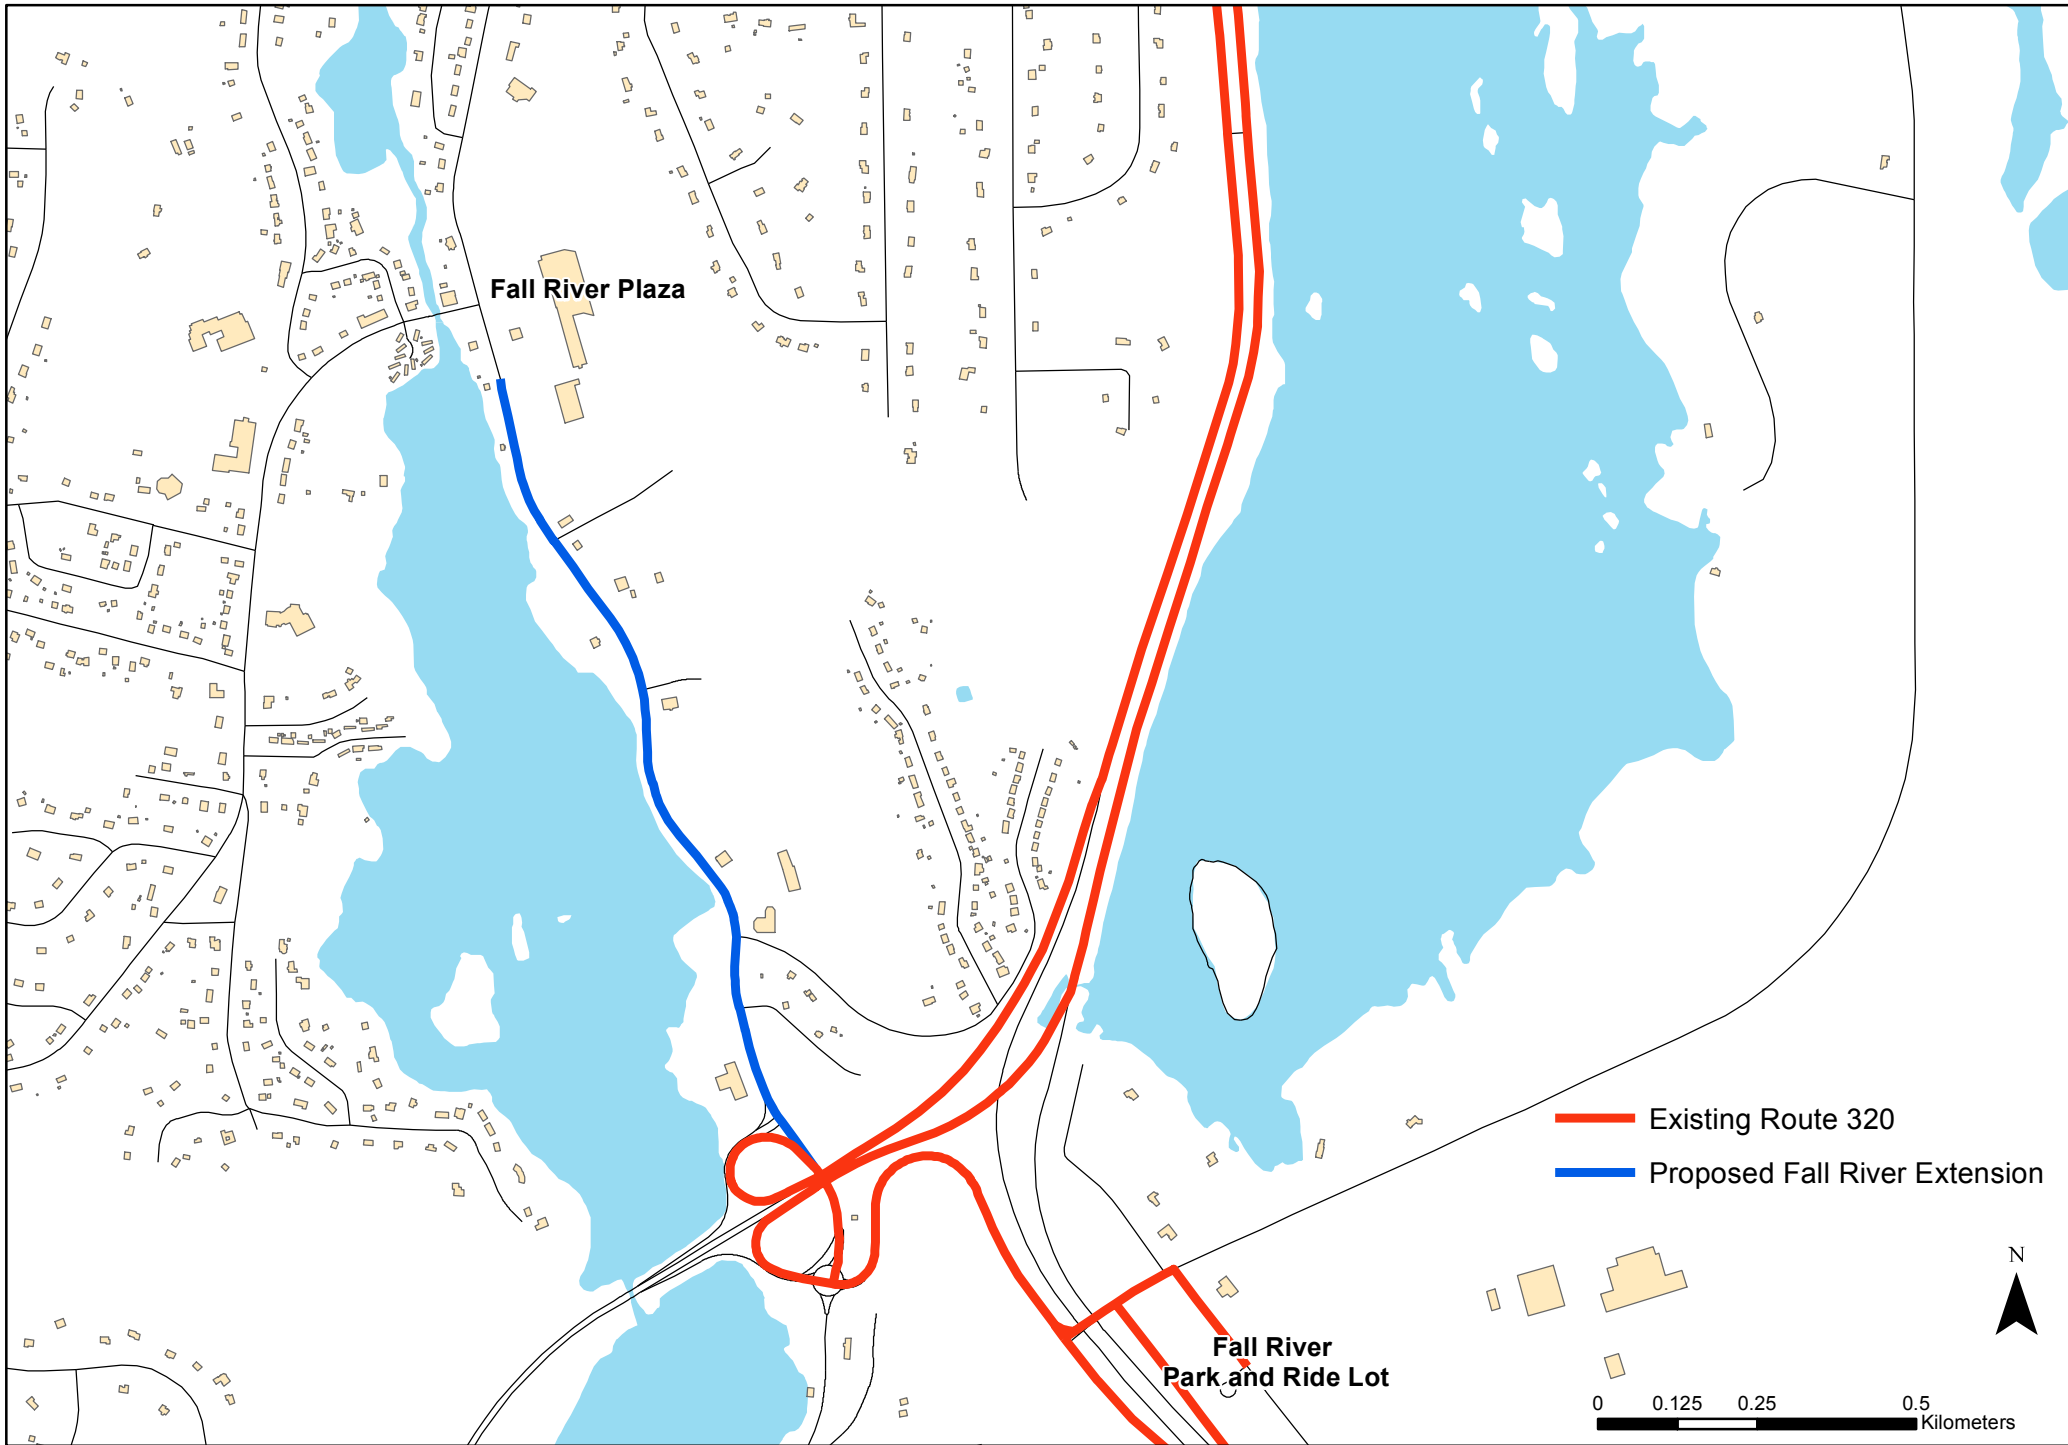 Fall River Plaza
Existing Route 320
Proposed Fall River Extension
N
Fall River
Park and Ride Lot
0 0.125 0.25 0.5
Kilometers